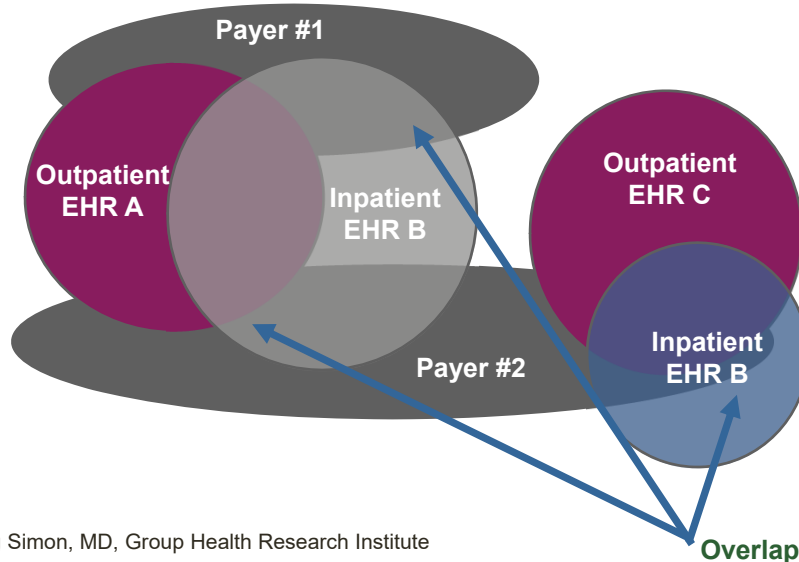 Payer #1
Outpatient
EHR A
Inpatient
EHR B
Outpatient
EHR C
Inpatient
EHR B
Payer #2
Simon, MD, Group Health Research Institute
Overlap